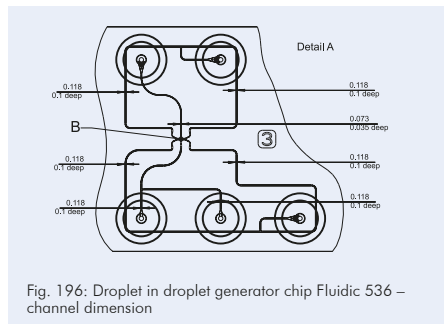 Detail A
0.118
0.1 deep
0.118
0.1 deep
0.073
0.035 deep
B
3
0.118
0.1 deep
0.118
0.1 deep
0.118
0.1 deep
0.118
0.1 deep
Fig. 196: Droplet in droplet generator chip Fluidic 536 –
channel dimension